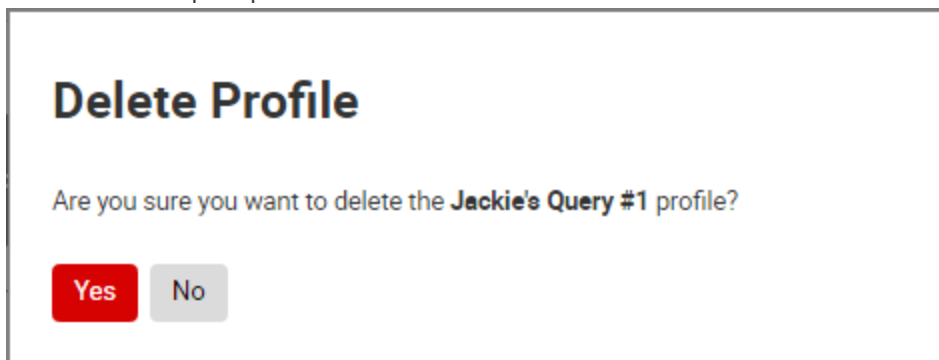 Delete Profile
Are you sure you want to delete the Jackie's Query #1 profile?
Yes No